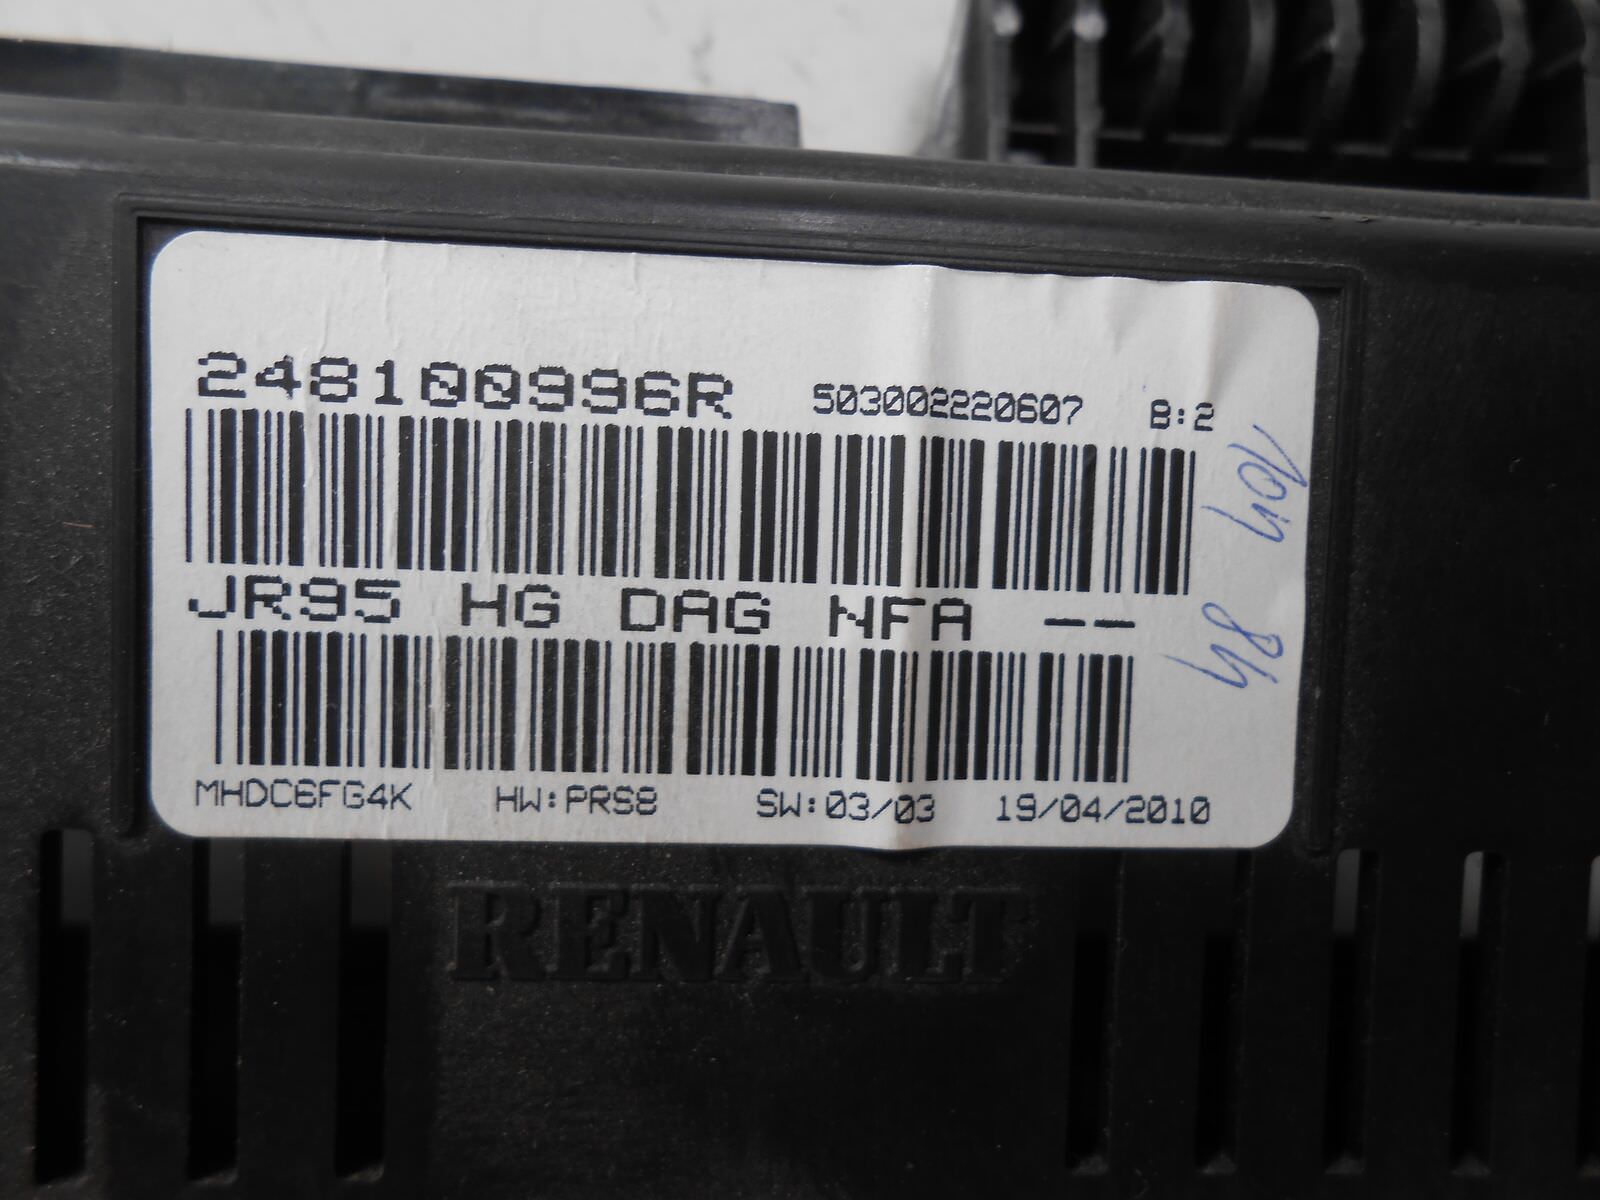 248100996R 503002220607 B:2
JR95 HG DAG NFA --
MHDC6FG4K HW:PRS8 SW:03/03 19/04/2010
RENAULT